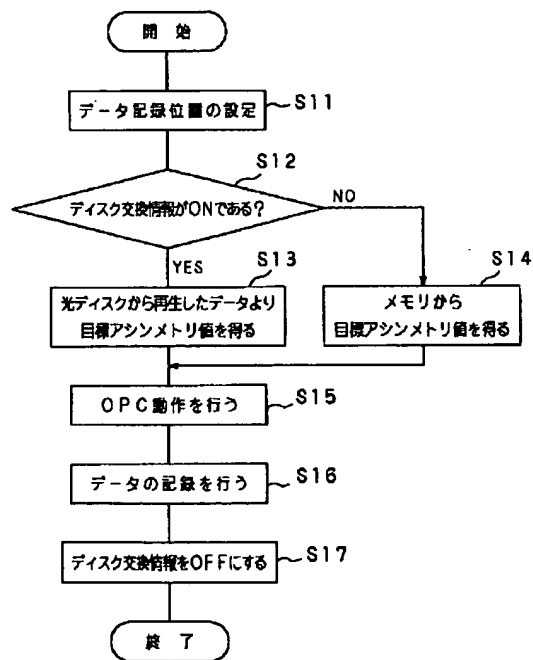 開 始
データ記録位置の設定
S11
S12
ディスク交換情報がONである?
NO
YES
S13
S14
光ディスクから再生したデータより
目標アシンメトリ値を得る
メモリから
目標アシンメトリ値を得る
OPC動作を行う
S15
データの記録を行う
S16
ディスク交換情報をOFFにする
S17
終 了